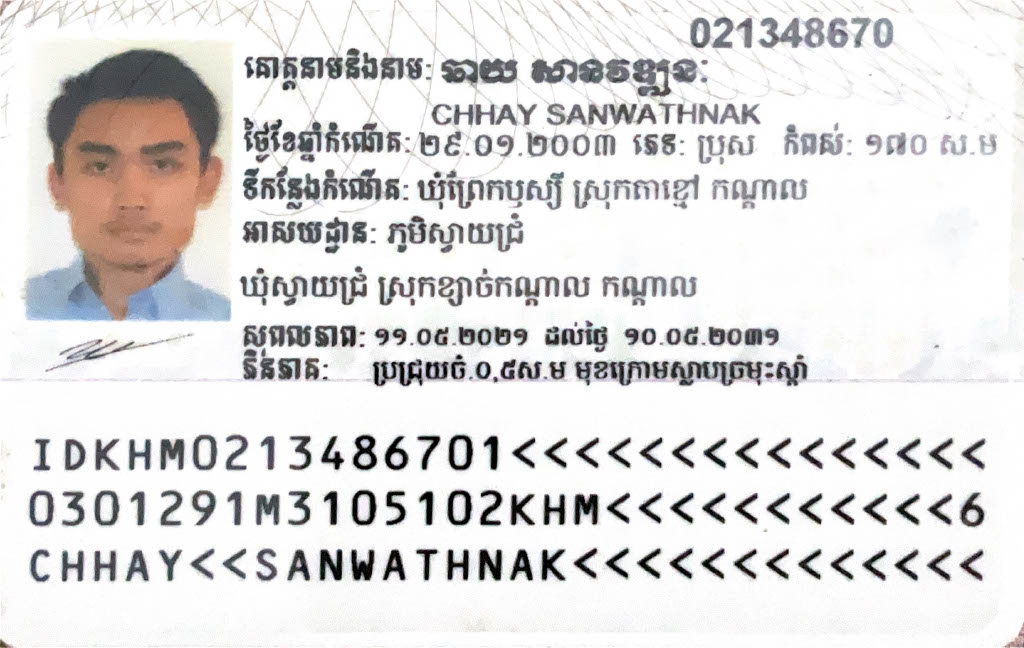 021348670
គោត្តនាមនិងនាម: ឆាយ សានវឌ្ឍនៈ
CHHAY SANWATHNAK
ថ្ងៃខែឆ្នាំកំណើត: ២៩.០១.២០០៣ ភេទ: ប្រុស កំពស់: ១៧០ ស.ម
ទីកន្លែងកំណើត: ឃុំព្រែកឫស្សី ស្រុកតាខ្មៅ កណ្ដាល
អាសយដ្ឋាន: ភូមិស្វាយជ្រំ
ឃុំស្វាយជ្រំ ស្រុកខ្សាច់កណ្ដាល កណ្ដាល
សុពលភាព: ១១.០៥.២០២១ ដល់ថ្ងៃ ១០.០៥.២០៣១
ភិនភាគ: ប្រជ្រុយចំ.០,៥ស.ម មុខក្រោមស្លាបច្រមុះស្ដាំ
IDKHM0213486701<<<<<<<<<<<<<<<
0301291M3105102KHM<<<<<<<<<<<6
CHHAY<<SANWATHNAK<<<<<<<<<<<<<